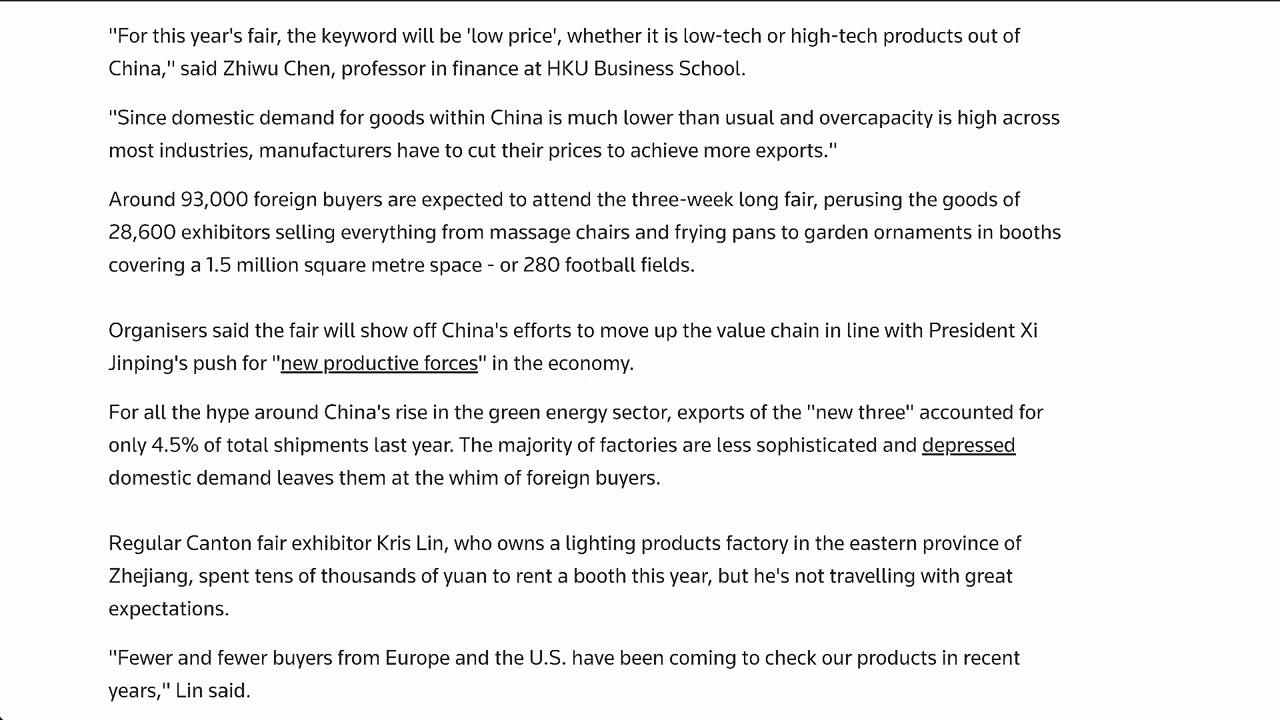 "For this year's fair, the keyword will be 'low price', whether it is low-tech or high-tech products out of
China," said Zhiwu Chen, professor in finance at HKU Business School.
"Since domestic demand for goods within China is much lower than usual and overcapacity is high across
most industries, manufacturers have to cut their prices to achieve more exports."
Around 93,000 foreign buyers are expected to attend the three-week long fair, perusing the goods of
28,600 exhibitors selling everything from massage chairs and frying pans to garden ornaments in booths
covering a 1.5 million square metre space - or 280 football fields.
Organisers said the fair will show off China's efforts to move up the value chain in line with President Xi
Jinping's push for "new productive forces" in the economy.
For all the hype around China's rise in the green energy sector, exports of the "new three" accounted for
only 4.5% of total shipments last year. The majority of factories are less sophisticated and depressed
domestic demand leaves them at the whim of foreign buyers.
Regular Canton fair exhibitor Kris Lin, who owns a lighting products factory in the eastern province of
Zhejiang, spent tens of thousands of yuan to rent a booth this year, but he's not travelling with great
expectations.
"Fewer and fewer buyers from Europe and the U.S. have been coming to check our products in recent
years," Lin said.